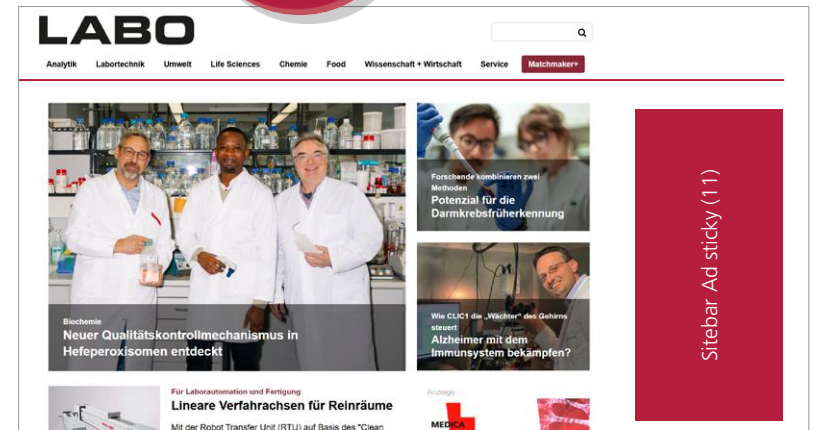 LABO
Analytik Labortechnik Umwelt Life Sciences Chemie Food Wissenschaft + Wirtschaft Service Matchmaker+
Biochemie
Neuer Qualitätskontrollmechanismus in
Hefeperoxisomen entdeckt
Forschende kombinieren zwei
Methoden
Potenzial für die
Darmkrebsfrüherkennung
Wie CLIC1 die „Wächter" des Gehirns
steuert
Alzheimer mit dem
Immunsystem bekämpfen?
Sitebar Ad sticky (11)
Für Laborautomation und Fertigung
Lineare Verfahrachsen für Reinräume
Mit der Robot Transfer Unit (RTU) auf Basis des "Clean
Anzeige
MEDICA